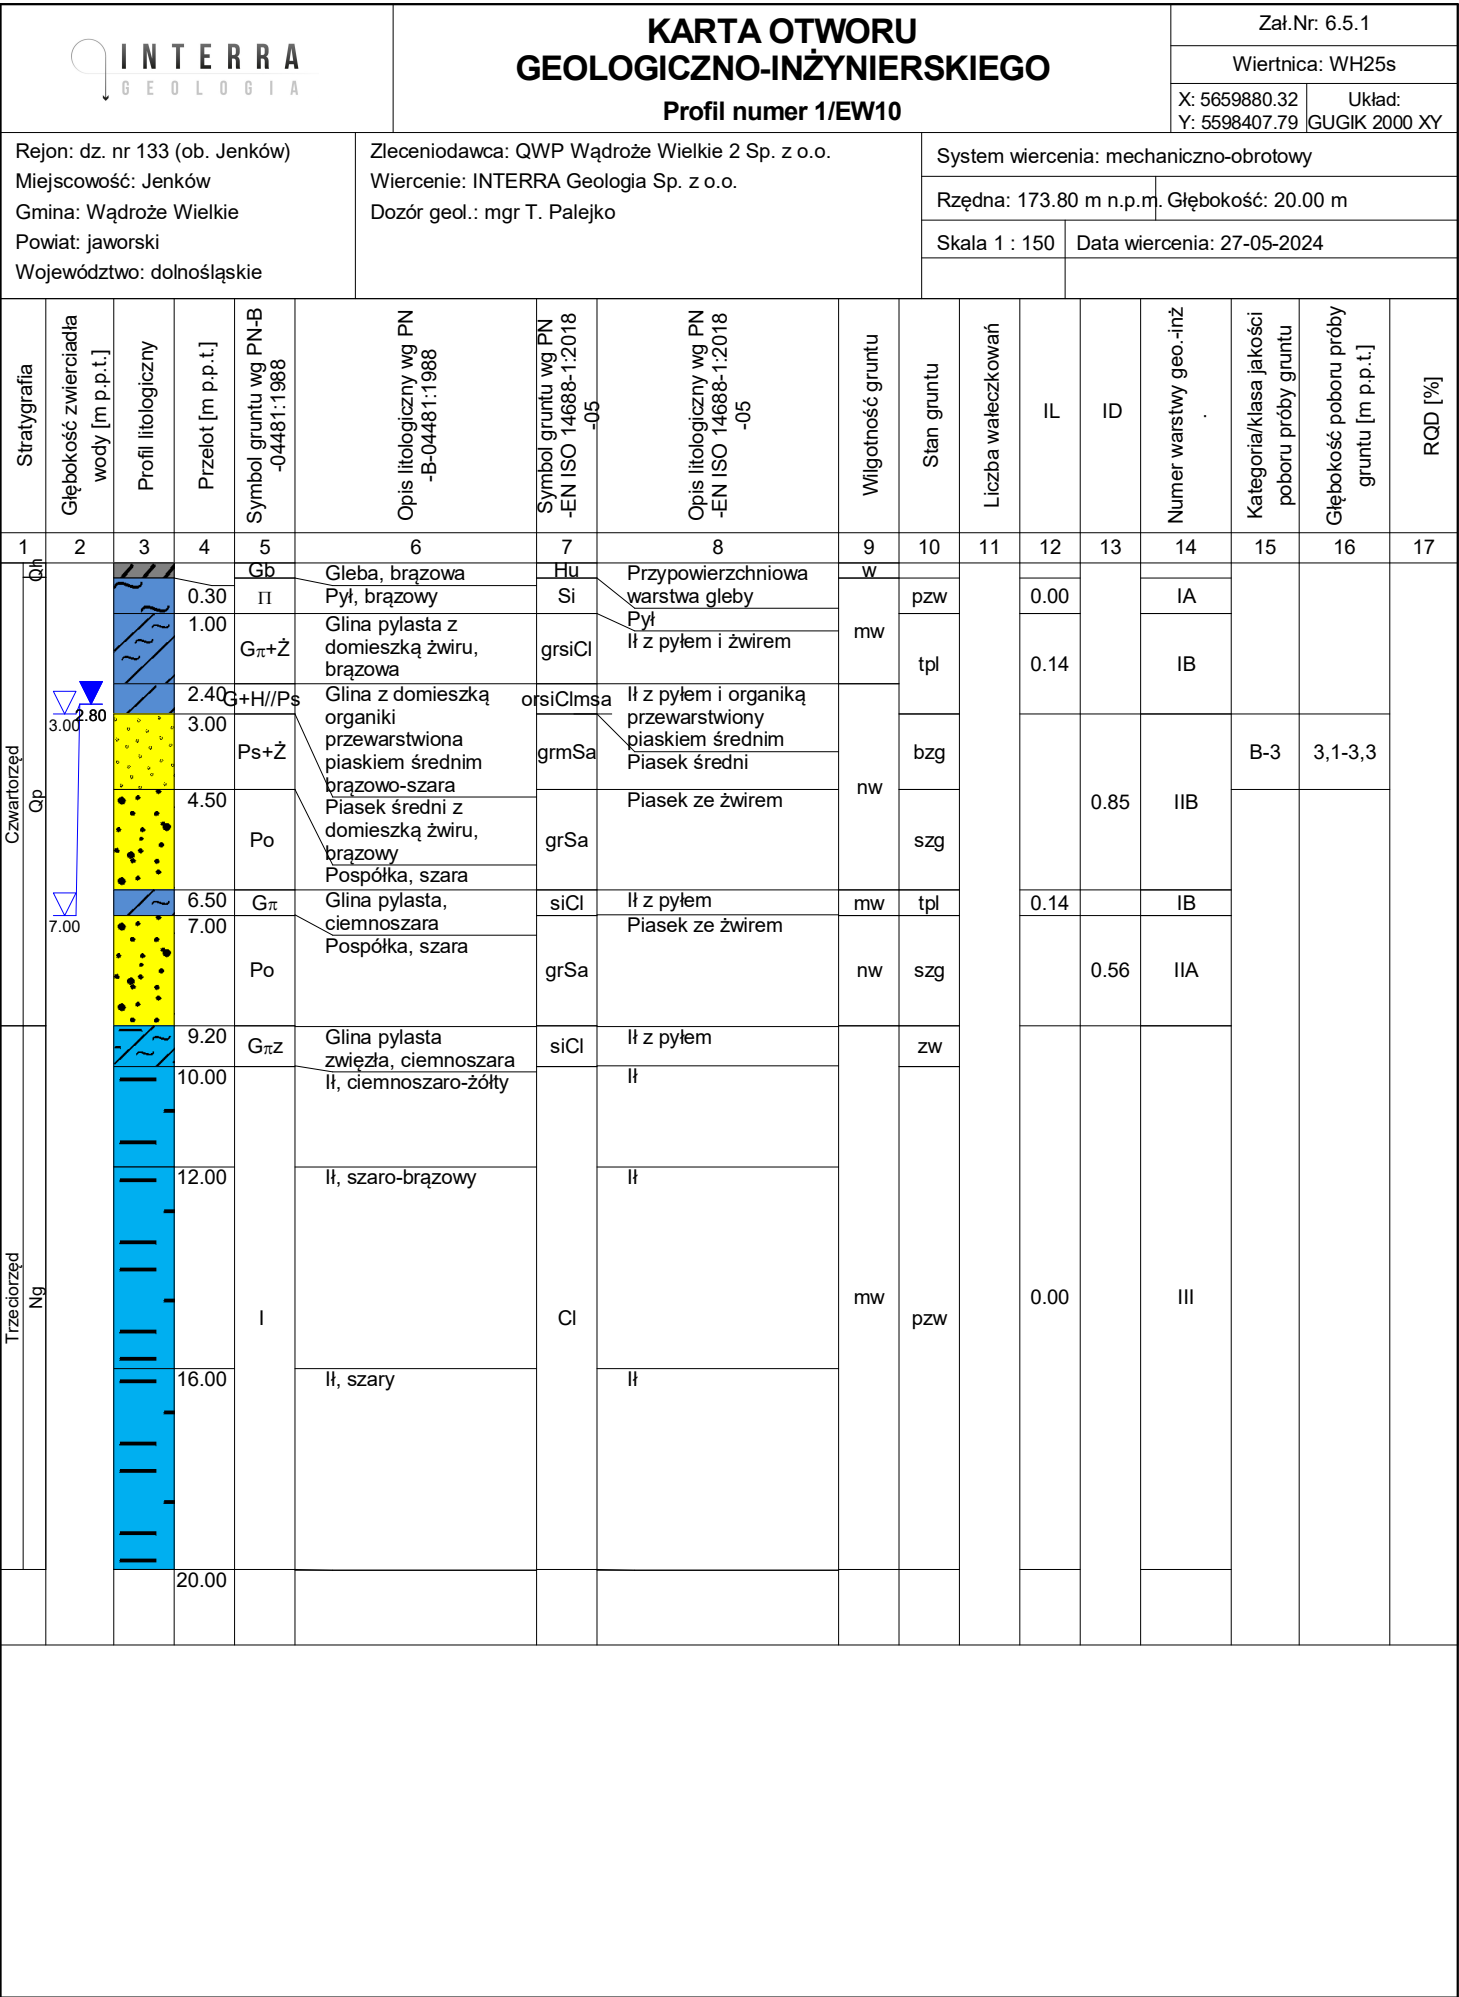 INTERRA
GEOLOGIA
KARTA OTWORU
GEOLOGICZNO-INŻYNIERSKIEGO
Profil numer 1/EW10
Zał.Nr: 6.5.1
Wiertnica: WH25s
X: 5659880.32
Y: 5598407.79
Układ:
GUGIK 2000 XY
Rejon: dz. nr 133 (ob. Jenków)
Miejscowość: Jenków
Gmina: Wądroże Wielkie
Powiat: jaworski
Województwo: dolnośląskie
Zleceniodawca: QWP Wądroże Wielkie 2 Sp. z o.o.
Wiercenie: INTERRA Geologia Sp. z o.o.
Dozór geol.: mgr T. Palejko
System wiercenia: mechaniczno-obrotowy
Rzędna: 173.80 m n.p.m.
Głębokość: 20.00 m
Skala 1 : 150
Data wiercenia: 27-05-2024
Stratygrafia
Głębokość zwierciadła
wody [m p.p.t.]
Profil litologiczny
Przelot [m p.p.t.]
Symbol gruntu wg PN-B
-04481:1988
Opis litologiczny wg PN
-B-04481:1988
Symbol gruntu wg PN
-EN ISO 14688-1:2018
-05
Opis litologiczny wg PN
-EN ISO 14688-1:2018
-05
Wilgotność gruntu
Stan gruntu
Liczba wałeczkowań
IL
ID
Numer warstwy geo.-inż
.
Kategoria/klasa jakości
poboru próby gruntu
Głębokość poboru próby
gruntu [m p.p.t.]
RQD [%]
1 2 3 4 5 6 7 8 9 10 11 12 13 14 15 16 17
Qh
Gb
Gleba, brązowa
Hu
Przypowierzchniowa
warstwa gleby
w
0.30
Π
Pył, brązowy
Si
Pył
pzw
0.00
IA
1.00
Gπ+Ż
Glina pylasta z
domieszką żwiru,
brązowa
grsiCl
Ił z pyłem i żwirem
mw
tpl
0.14
IB
2.40
G+H//Ps
Glina z domieszką
organiki
przewarstwiona
piaskiem średnim
brązowo-szara
orsiClmsa
Ił z pyłem i organiką
przewarstwiony
piaskiem średnim
3.00
2.80
3.00
Ps+Ż
Piasek średni z
domieszką żwiru,
brązowy
grmSa
Piasek średni
nw
bzg
0.85
IIB
B-3
3,1-3,3
Czwartorzęd
Qp
4.50
Po
Pospółka, szara
grSa
Piasek ze żwirem
szg
6.50
Gπ
Glina pylasta,
ciemnoszara
siCl
Ił z pyłem
mw
tpl
0.14
IB
7.00
7.00
Po
Pospółka, szara
grSa
Piasek ze żwirem
nw
szg
0.56
IIA
9.20
Gπz
Glina pylasta
zwięzła, ciemnoszara
siCl
Ił z pyłem
zw
10.00
Ił, ciemnoszaro-żółty
Ił
12.00
Ił, szaro-brązowy
Ił
Trzeciorzęd
Ng
I
Cl
mw
pzw
0.00
III
16.00
Ił, szary
Ił
20.00